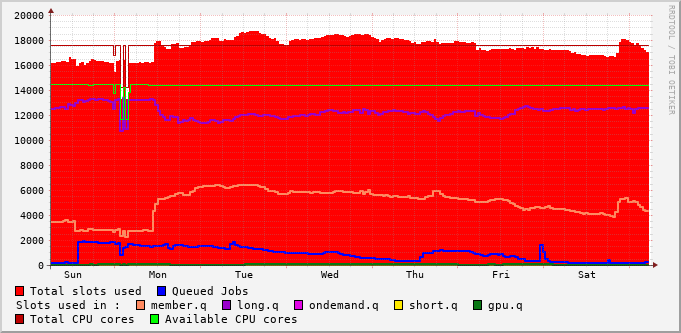 20000
18000
16000
14000
12000
10000
8000
6000
4000
2000
0
Sun Mon Tue Wed Thu Fri Sat
RRDTOOL / TOBI OETIKER
Total slots used Queued Jobs
Slots used in : member.q long.q ondemand.q short.q gpu.q
Total CPU cores Available CPU cores